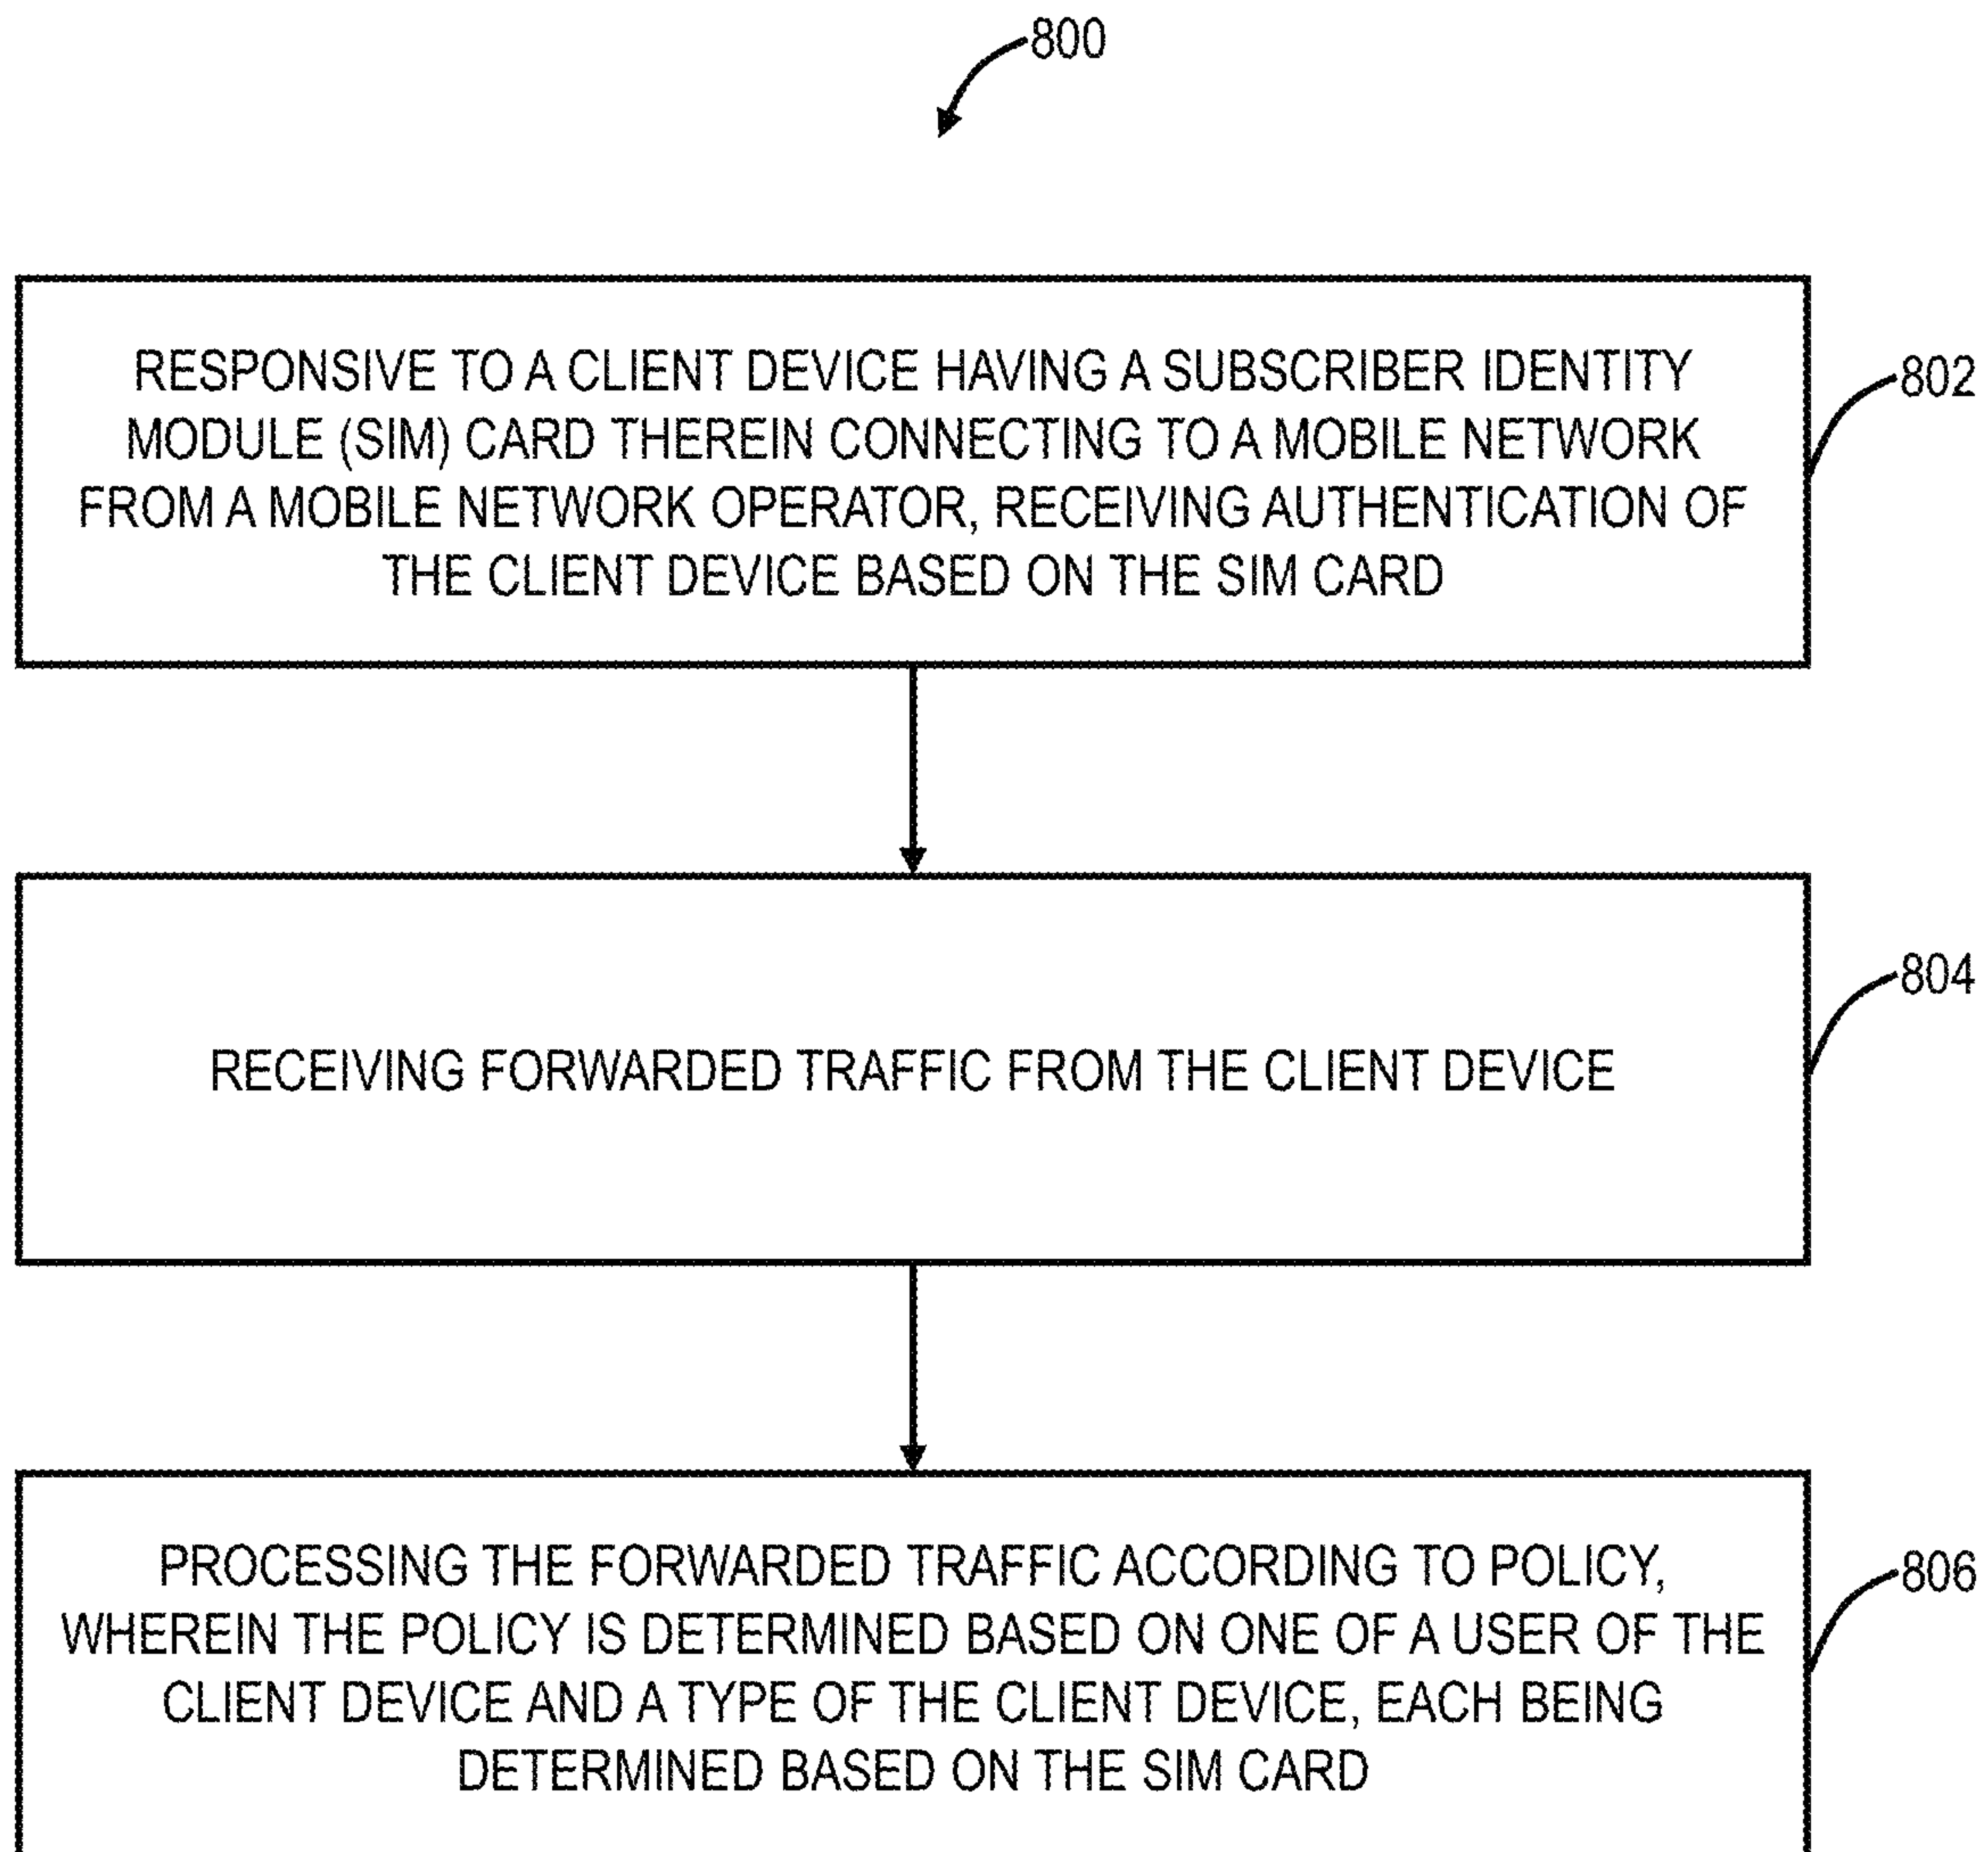 800
RESPONSIVE TO A CLIENT DEVICE HAVING A SUBSCRIBER IDENTITY
MODULE (SIM) CARD THEREIN CONNECTING TO A MOBILE NETWORK
FROM A MOBILE NETWORK OPERATOR, RECEIVING AUTHENTICATION OF
THE CLIENT DEVICE BASED ON THE SIM CARD
802
RECEIVING FORWARDED TRAFFIC FROM THE CLIENT DEVICE
804
PROCESSING THE FORWARDED TRAFFIC ACCORDING TO POLICY,
WHEREIN THE POLICY IS DETERMINED BASED ON ONE OF A USER OF THE
CLIENT DEVICE AND A TYPE OF THE CLIENT DEVICE, EACH BEING
DETERMINED BASED ON THE SIM CARD
806